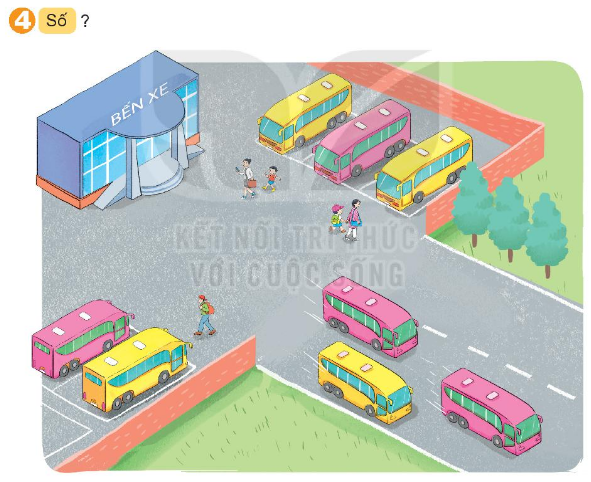 4 Số ?
BẾN XE
KẾT NỐI TRI THỨC
VỚI CUỘC SỐNG